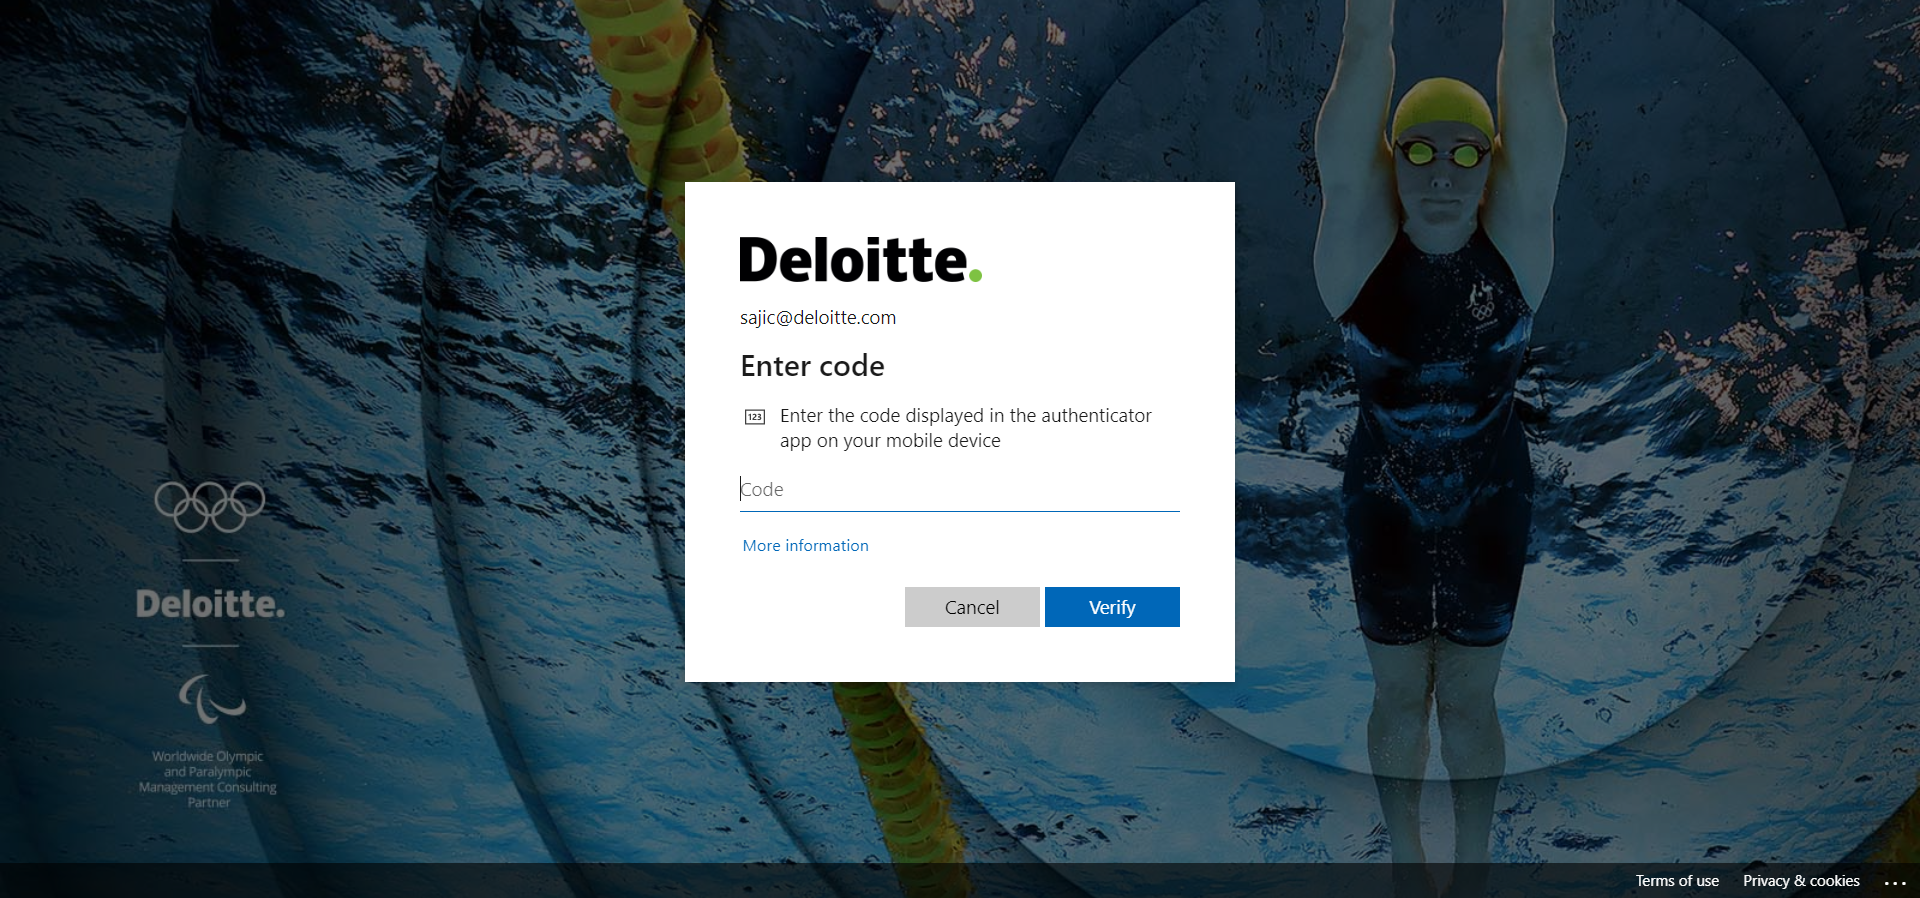 Deloitte.
sajic@deloitte.com
Enter code
123
Enter the code displayed in the authenticator
app on your mobile device
Code
More information
Cancel
Verify
Deloitte.
Worldwide Olympic
and Paralympic
Management Consulting
Partner
Terms of use
Privacy & cookies
...